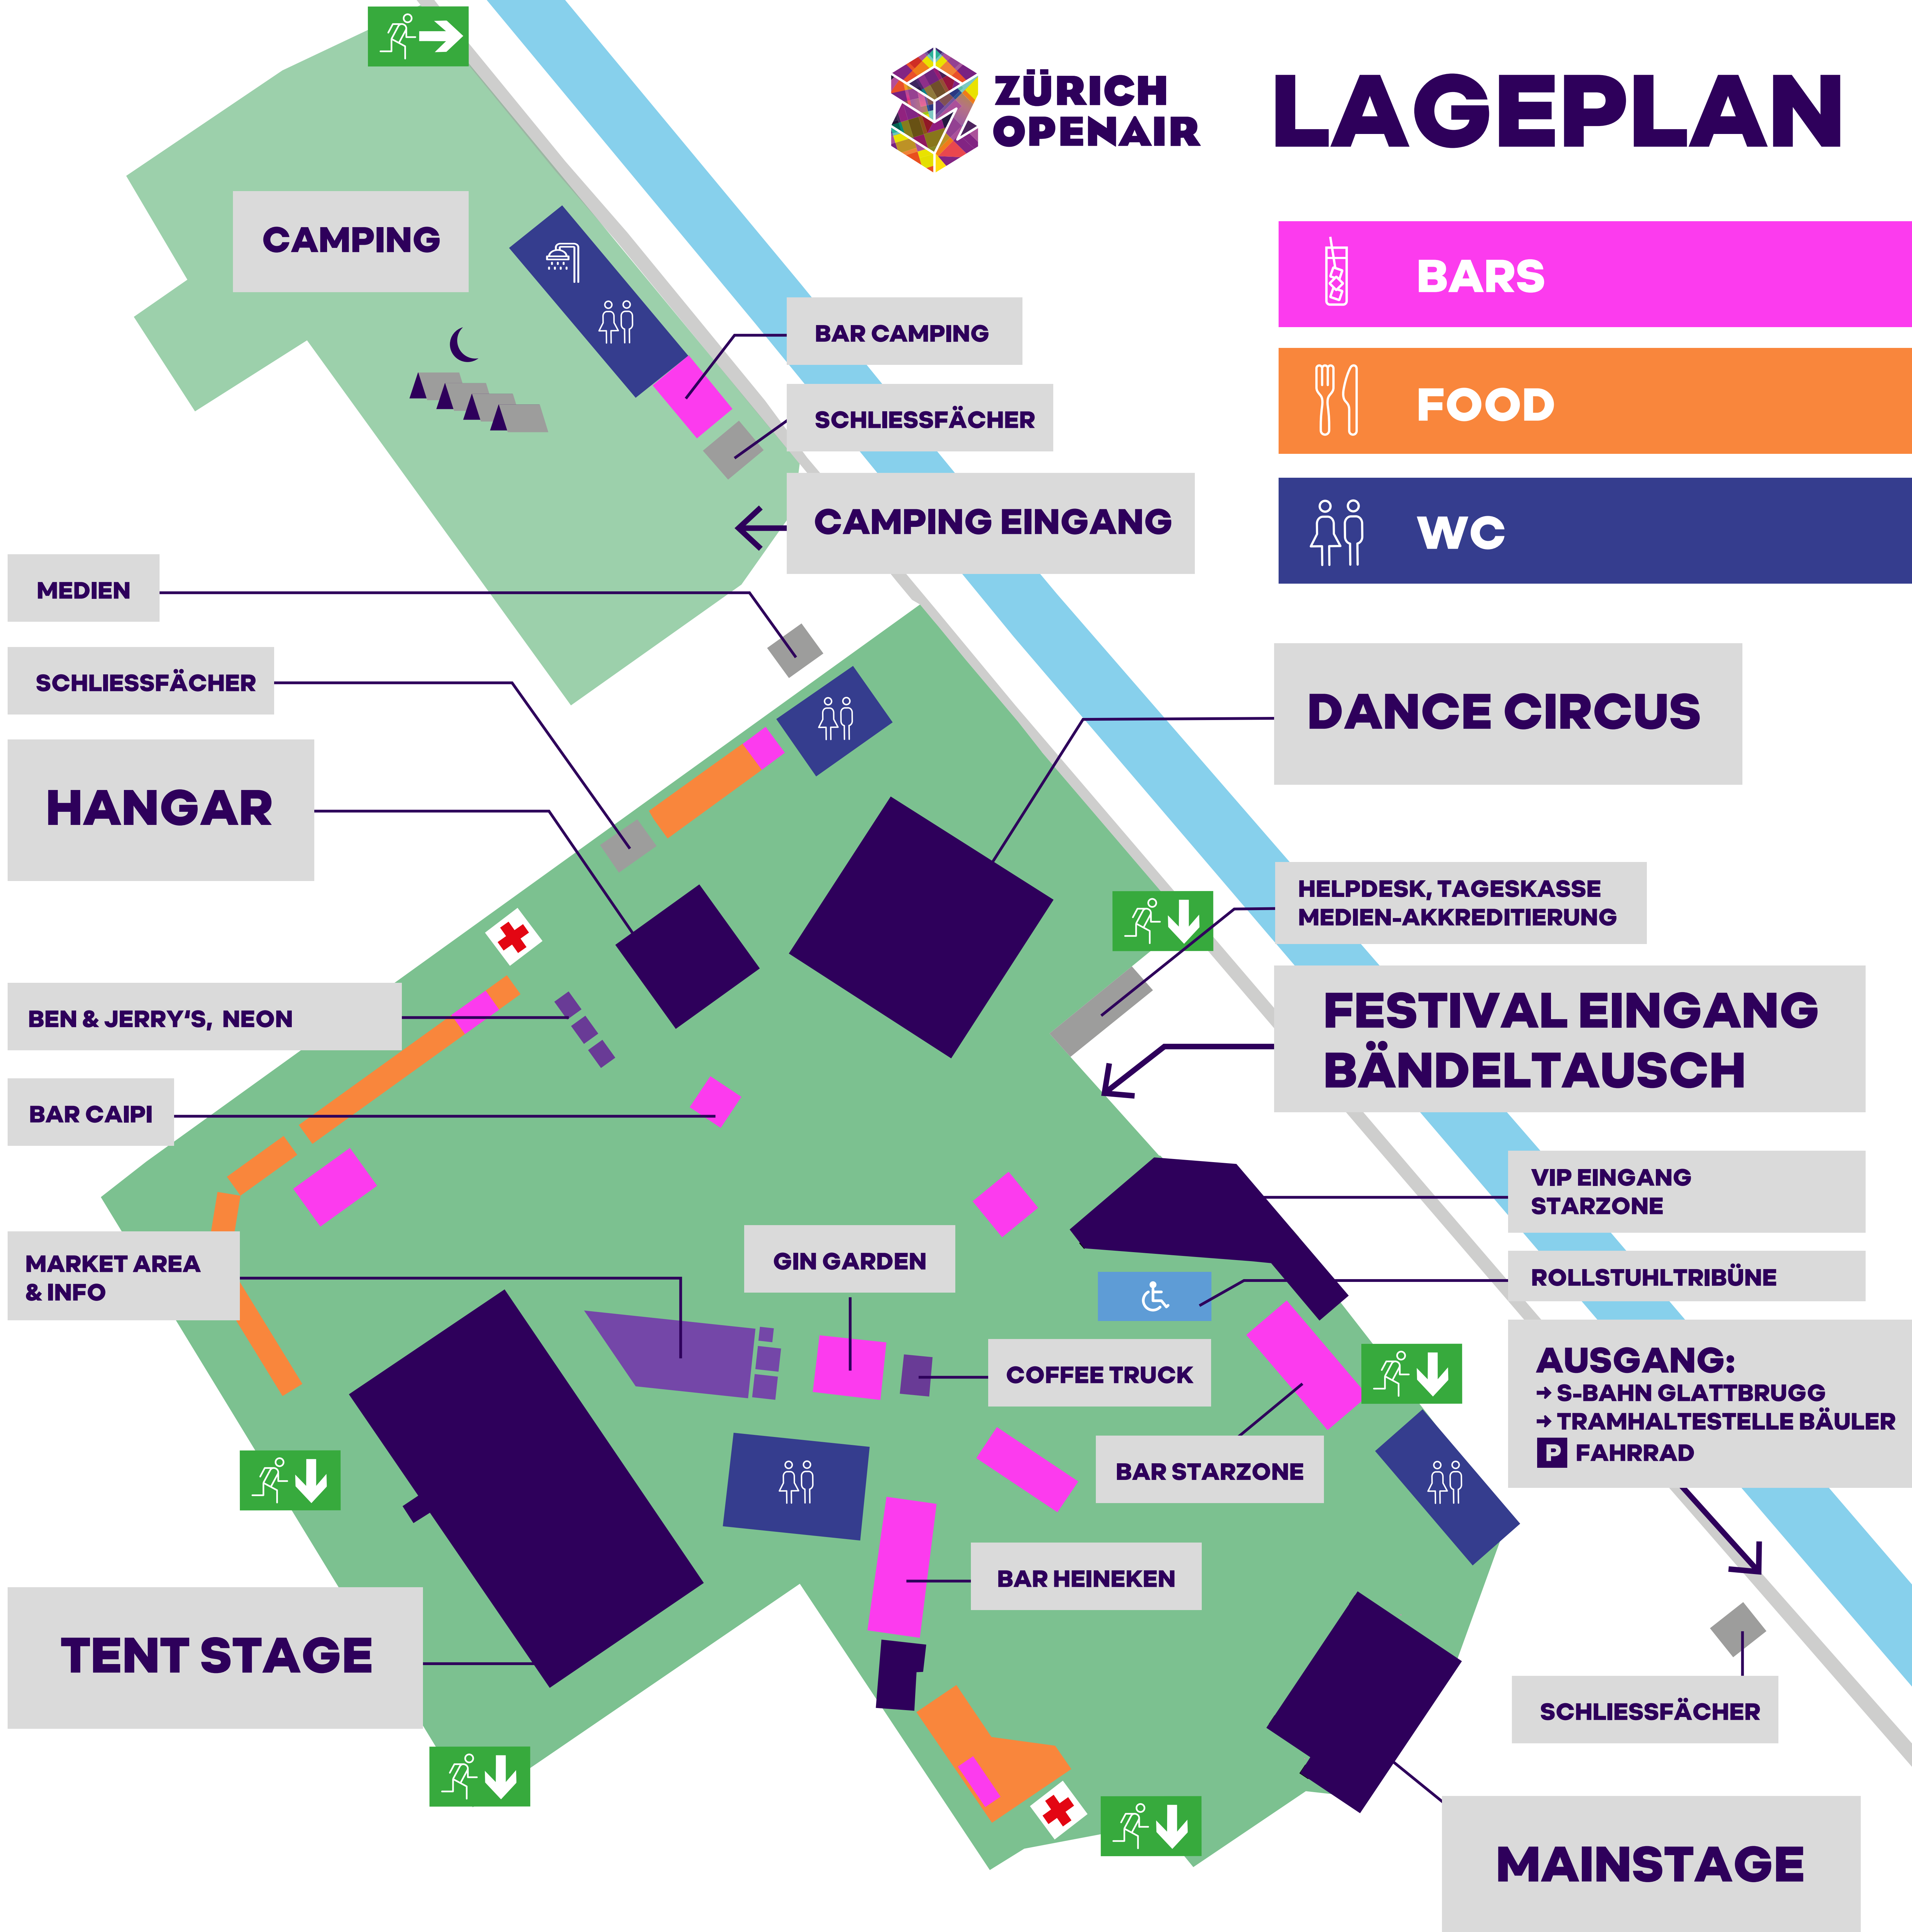 ZÜRICH
OPENAIR
LAGEPLAN
CAMPING
BARS
FOOD
WC
BAR CAMPING
SCHLIESSFÄCHER
CAMPING EINGANG
MEDIEN
SCHLIESSFÄCHER
HANGAR
DANCE CIRCUS
HELPDESK, TAGESKASSE
MEDIEN-AKKREDITIERUNG
FESTIVAL EINGANG
BÄNDELTAUSCH
BEN & JERRY‘S, NEON
BAR CAIPI
VIP EINGANG
STARZONE
MARKET AREA
& INFO
GIN GARDEN
ROLLSTUHLTRIBÜNE
COFFEE TRUCK
AUSGANG:
→ S-BAHN GLATTBRUGG
→ TRAMHALTESTELLE BÄULER
P FAHRRAD
BAR STARZONE
BAR HEINEKEN
TENT STAGE
SCHLIESSFÄCHER
MAINSTAGE